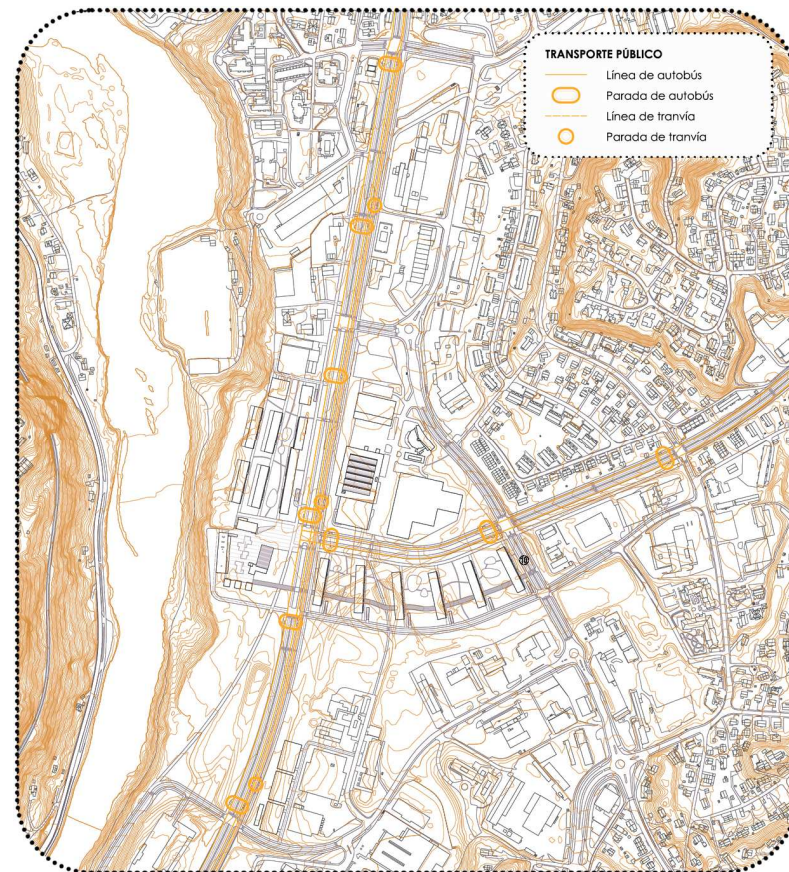 TRANSPORTE PÚBLICO
Línea de autobús
Parada de autobús
Línea de tranvía
Parada de tranvía